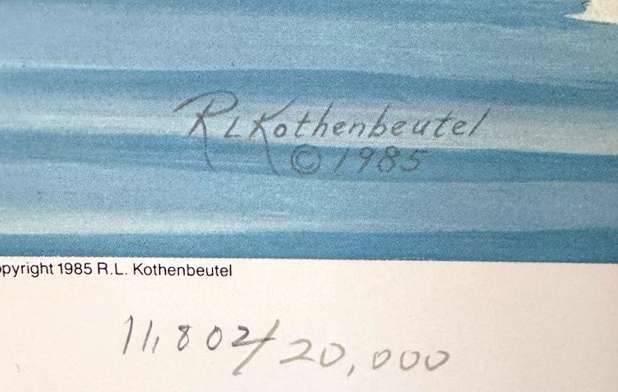 RLKothenbeutel
© 1985
opyright 1985 R.L. Kothenbeutel
11,802/20,000